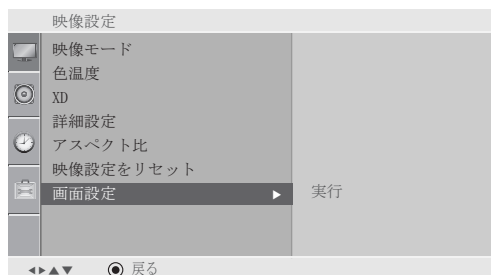 映像設定
映像モード
色温度
XD
詳細設定
アスペクト比
映像設定をリセット
画面設定 ▶ 実行
◀▶▲▼ ◉ 戻る